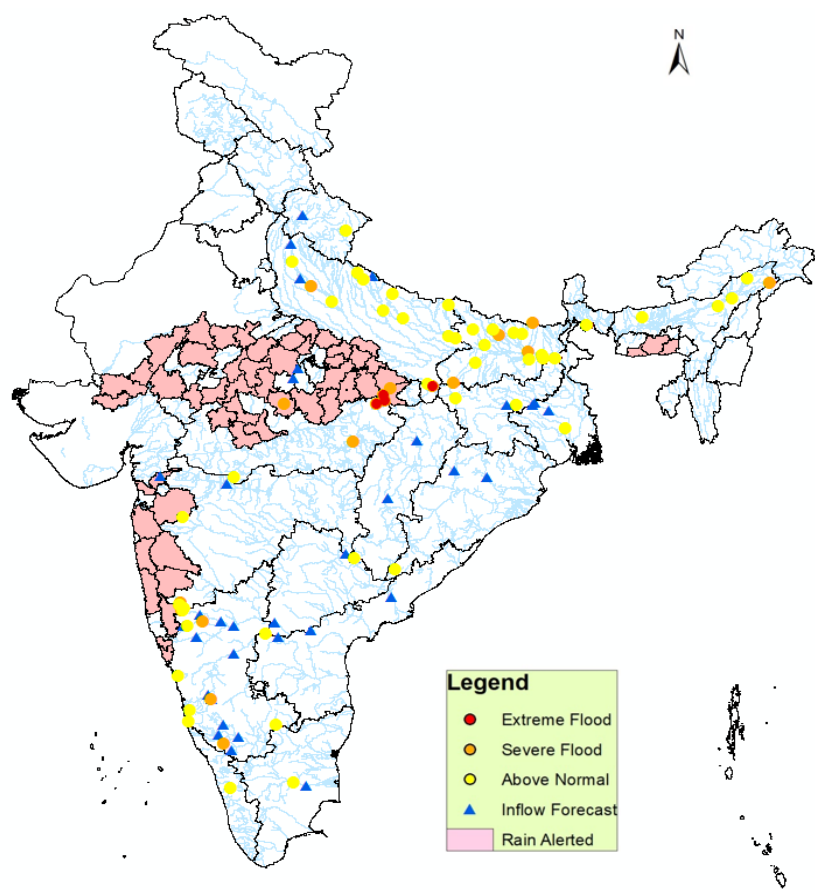 N
Legend
Extreme Flood
Severe Flood
Above Normal
Inflow Forecast
Rain Alerted